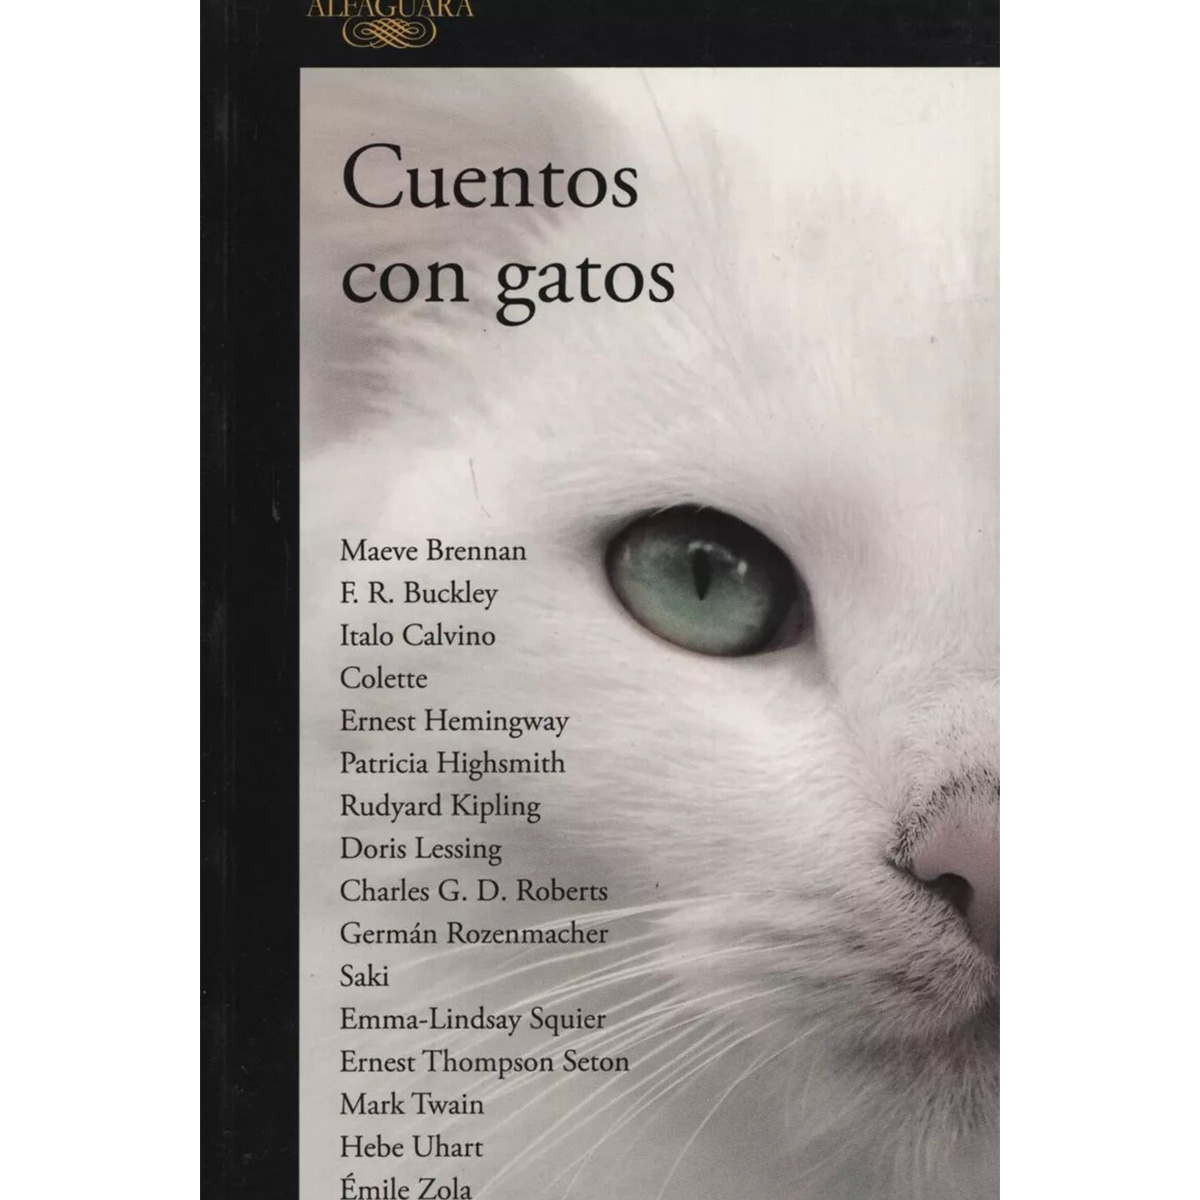 ALFAGUARA
Cuentos
con gatos
Maeve Brennan
F. R. Buckley
Italo Calvino
Colette
Ernest Hemingway
Patricia Highsmith
Rudyard Kipling
Doris Lessing
Charles G. D. Roberts
Germán Rozenmacher
Saki
Emma-Lindsay Squier
Ernest Thompson Seton
Mark Twain
Hebe Uhart
Émile Zola